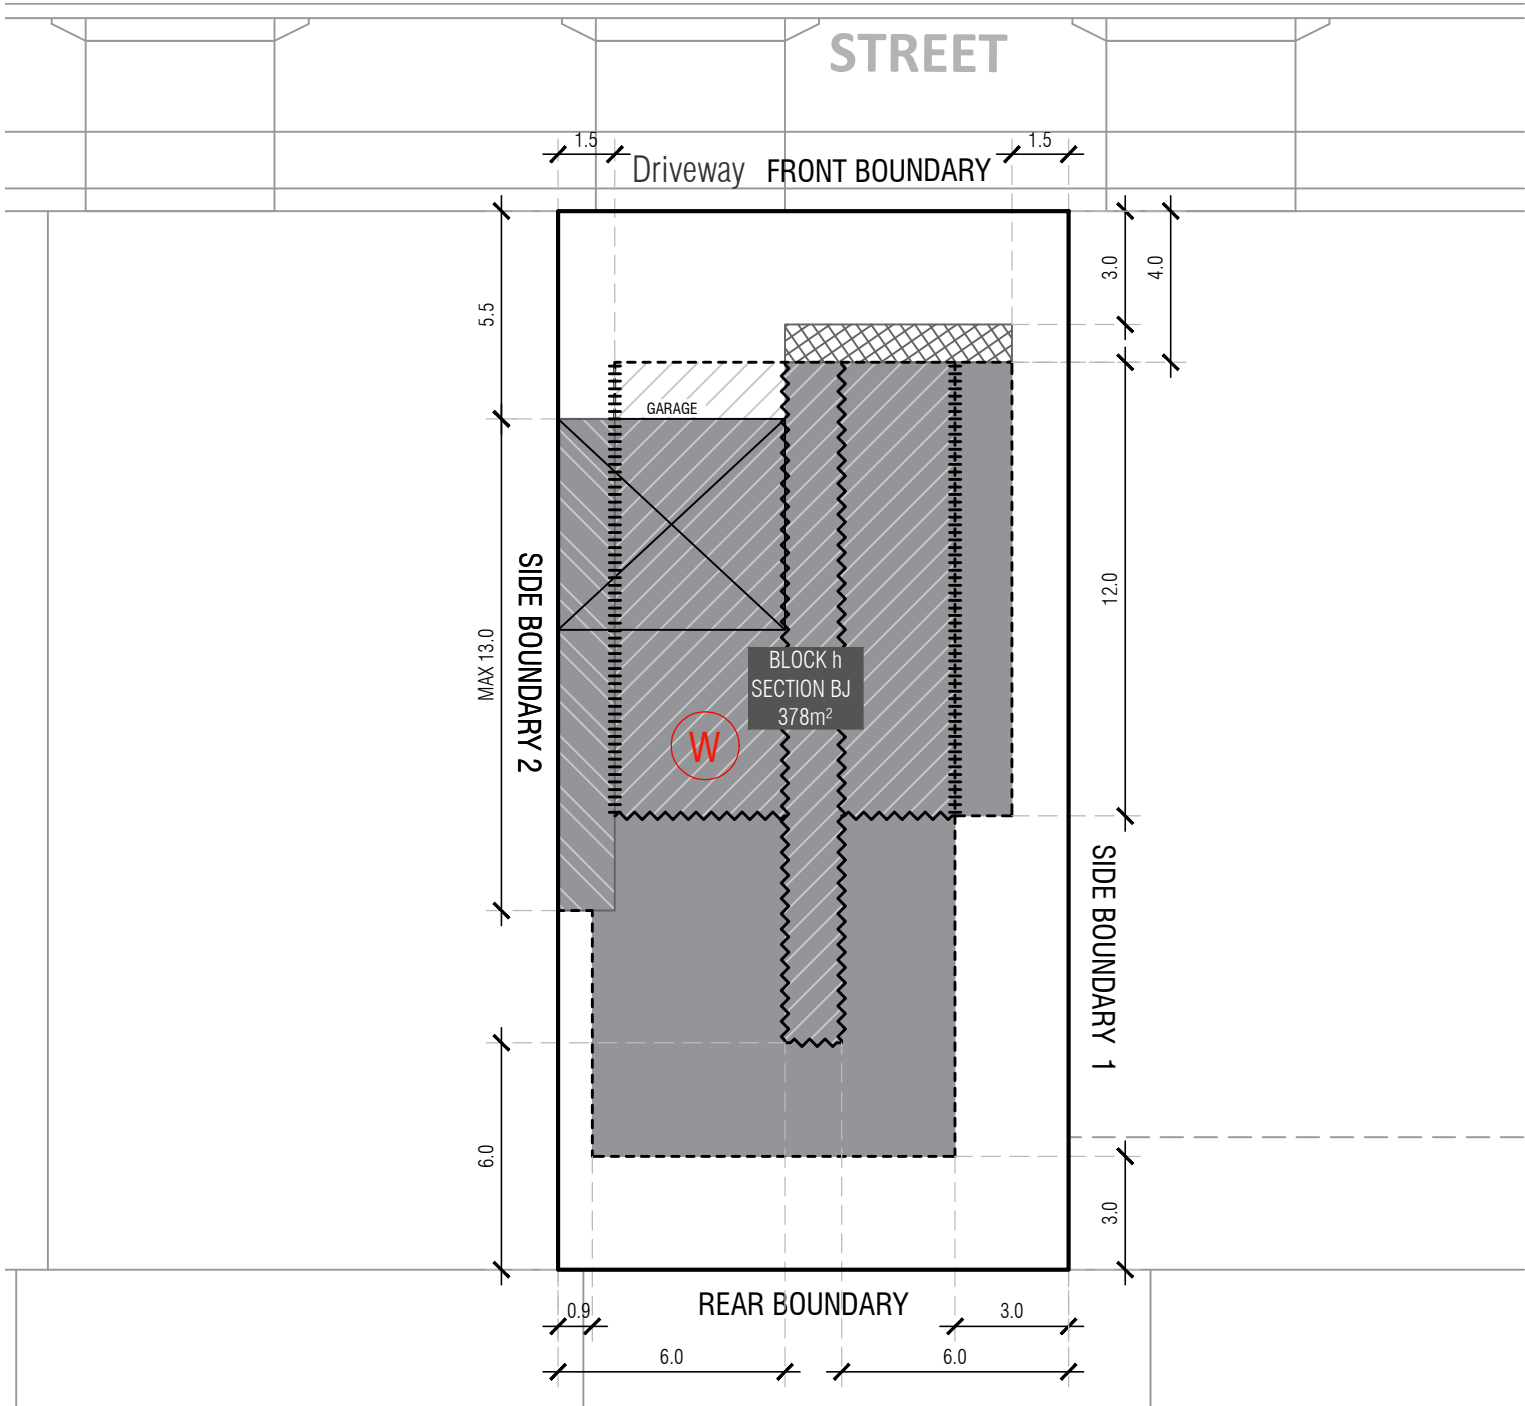 STREET
1.5
1.5
Driveway FRONT BOUNDARY
3.0
4.0
5.5
GARAGE
12.0
SIDE BOUNDARY 2
MAX 13.0
BLOCK h
SECTION BJ
378m²
W
SIDE BOUNDARY 1
6.0
3.0
REAR BOUNDARY
0.9
3.0
6.0
6.0